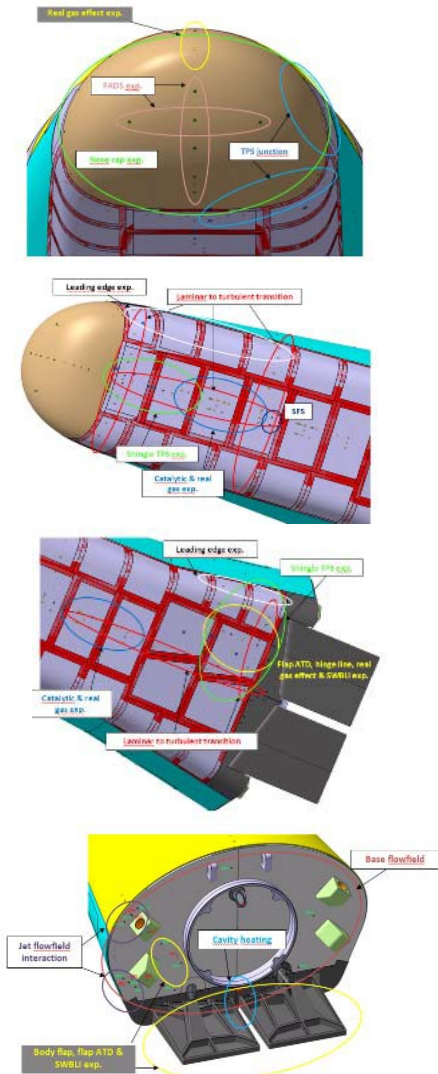 Real gas effect exp.
FADS exp.
Nose cap exp.
TPS junction
Leading edge exp.
Laminar to turbulent transition
SFS
Shingle TPS exp.
Catalytic & real
gas exp.
Leading edge exp.
Shingle TPS exp.
Flap ATD, hinge line, real
gas effect & SWBLI exp.
Catalytic & real
gas exp.
Laminar to turbulent transition
Base flowfield
Jet flowfield
interaction
Cavity heating
Body flap, flap ATD &
SWBLI exp.